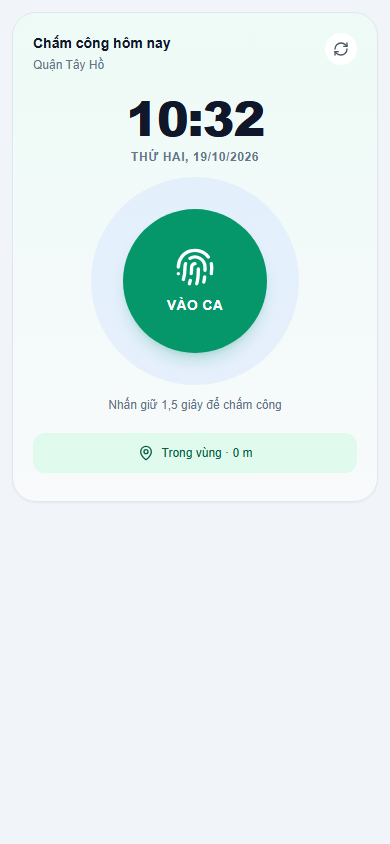 Chấm công hôm nay
Quận Tây Hồ
10:32
THỨ HAI, 19/10/2026
VÀO CA
Nhấn giữ 1,5 giây để chấm công
Trong vùng · 0 m